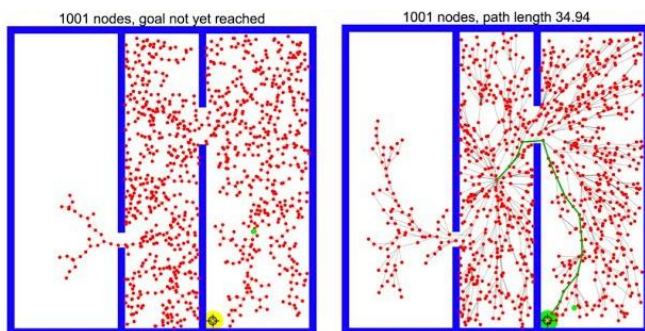 1001 nodes, goal not yet reached
1001 nodes, path length 34.94